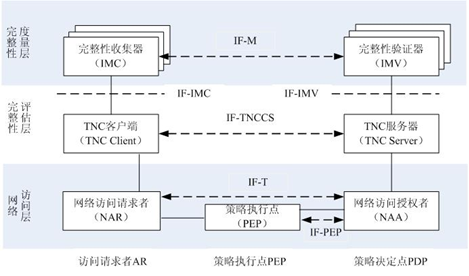 完整性度量层
完整性收集器
（IMC）
IF-M
完整性验证器
（IMV）
IF-IMC
IF-IMV
完整性评估层
TNC客户端
（TNC Client）
IF-TNCCS
TNC服务器
（TNC Server）
网络访问层
IF-T
网络访问请求者
（NAR）
策略执行点
（PEP）
网络访问授权者
（NAA）
IF-PEP
访问请求者AR
策略执行点PEP
策略决定点PDP